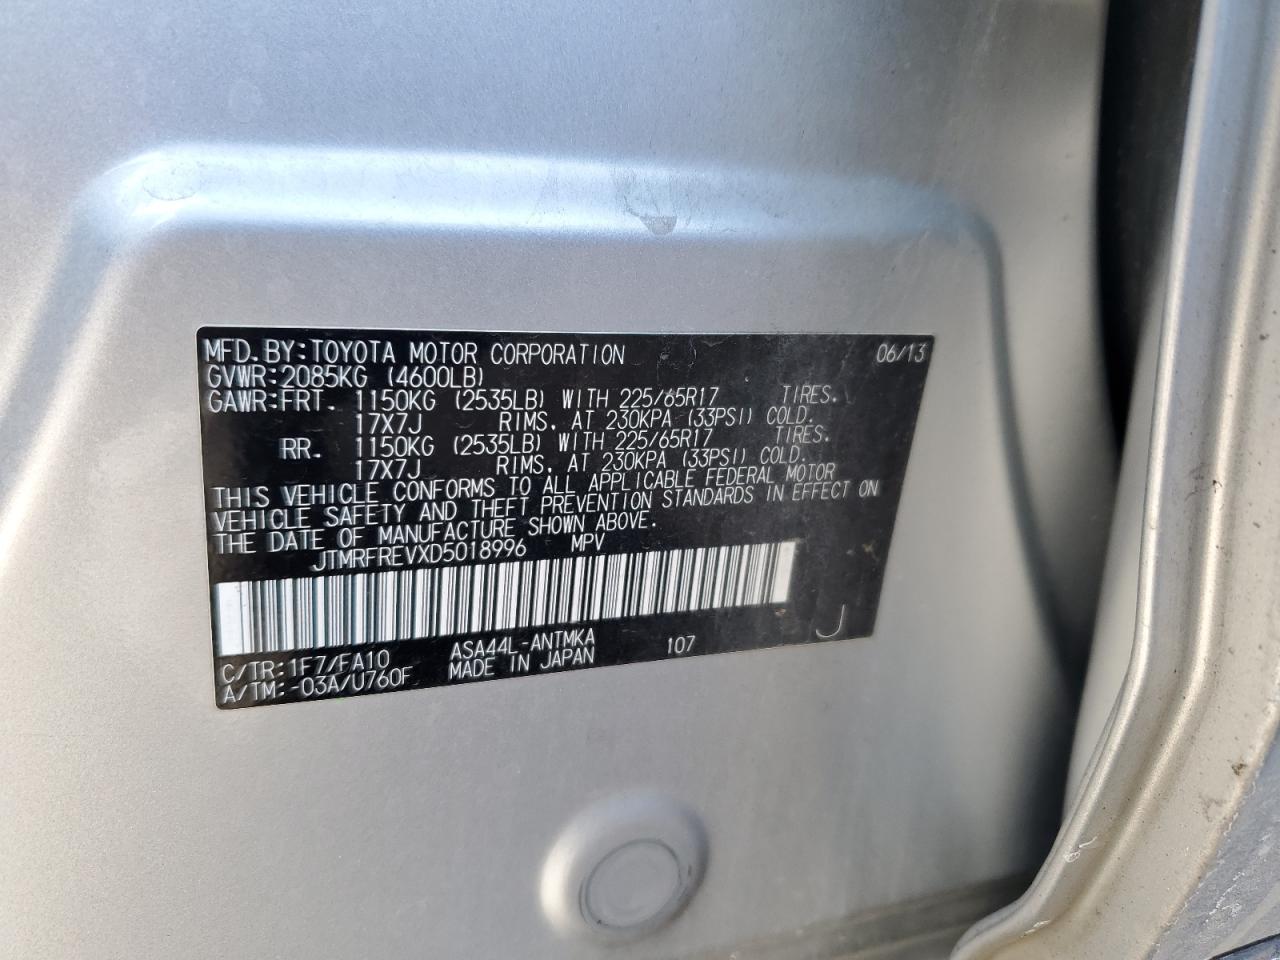 MFD. BY: TOYOTA MOTOR CORPORATION 06/13
GVWR: 2085KG (4600LB)
GAWR: FRT. 1150KG (2535LB) WITH 225/65R17 TIRES.
17X7J RIMS, AT 230KPA (33PSI) COLD.
RR. 1150KG (2535LB) WITH 225/65R17 TIRES.
17X7J RIMS, AT 230KPA (33PSI) COLD.
THIS VEHICLE CONFORMS TO ALL APPLICABLE FEDERAL MOTOR
VEHICLE SAFETY AND THEFT PREVENTION STANDARDS IN EFFECT ON
THE DATE OF MANUFACTURE SHOWN ABOVE.
JTMRFREVXD5018996 MPV
C/TR: 1F7/FA10 ASA44L-ANTMKA 107 J
A/TM: -03A/U760F MADE IN JAPAN